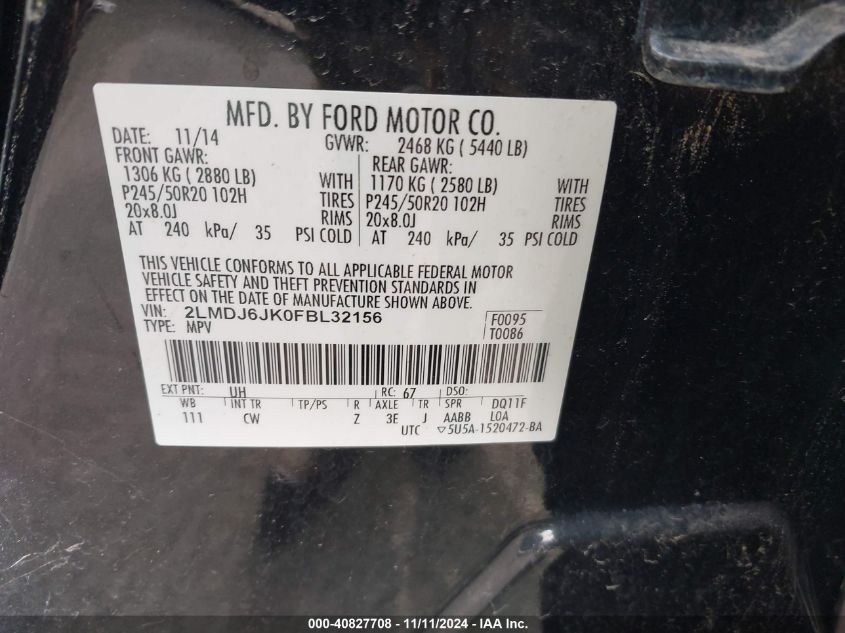 MFD. BY FORD MOTOR CO.
DATE: 11/14 GVWR: 2468 KG ( 5440 LB)
FRONT GAWR: REAR GAWR:
1306 KG ( 2880 LB) WITH 1170 KG ( 2580 LB) WITH
P245/50R20 102H TIRES P245/50R20 102H TIRES
20x8.0J RIMS 20x8.0J RIMS
AT 240 kPa/ 35 PSI COLD AT 240 kPa/ 35 PSI COLD
THIS VEHICLE CONFORMS TO ALL APPLICABLE FEDERAL MOTOR
VEHICLE SAFETY AND THEFT PREVENTION STANDARDS IN
EFFECT ON THE DATE OF MANUFACTURE SHOWN ABOVE.
VIN: 2LMDJ6JK0FBL32156 F0095
TYPE: MPV T0086
EXT PNT: UH RC: 67 DSO:
WB INT TR TP/PS R AXLE TR SPR DQ11F
111 CW Z 3E J AABB LOA
UTC ▽5U5A-1520472-BA
000-40827708 - 11/11/2024 - IAA Inc.